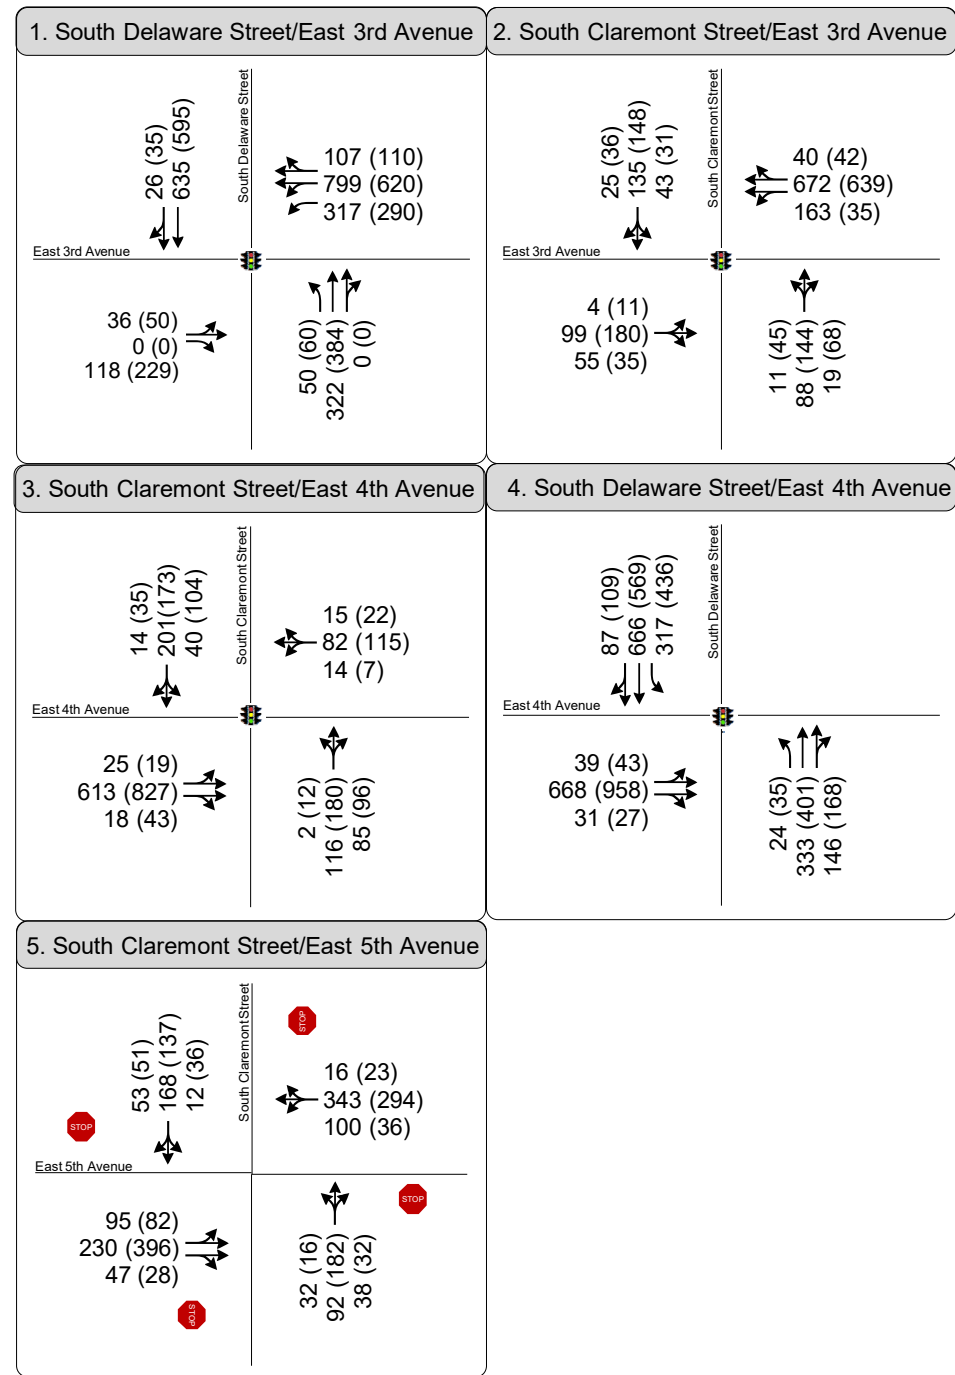 1. South Delaware Street/East 3rd Avenue
26 (35)
635 (595)
South Delaware Street
107 (110)
799 (620)
317 (290)
East 3rd Avenue
36 (50)
0 (0)
118 (229)
50 (60)
322 (384)
0 (0)
2. South Claremont Street/East 3rd Avenue
25 (36)
135 (148)
43 (31)
South Claremont Street
40 (42)
672 (639)
163 (35)
East 3rd Avenue
4 (11)
99 (180)
55 (35)
11 (45)
88 (144)
19 (68)
3. South Claremont Street/East 4th Avenue
14 (35)
201(173)
40 (104)
South Claremont Street
15 (22)
82 (115)
14 (7)
East 4th Avenue
25 (19)
613 (827)
18 (43)
2 (12)
116 (180)
85 (96)
4. South Delaware Street/East 4th Avenue
87 (109)
666 (569)
317 (436)
South Delaware Street
East 4th Avenue
39 (43)
668 (958)
31 (27)
24 (35)
333 (401)
146 (168)
5. South Claremont Street/East 5th Avenue
53 (51)
168 (137)
12 (36)
South Claremont Street
STOP
16 (23)
343 (294)
100 (36)
STOP
East 5th Avenue
STOP
95 (82)
230 (396)
47 (28)
STOP
32 (16)
92 (182)
38 (32)